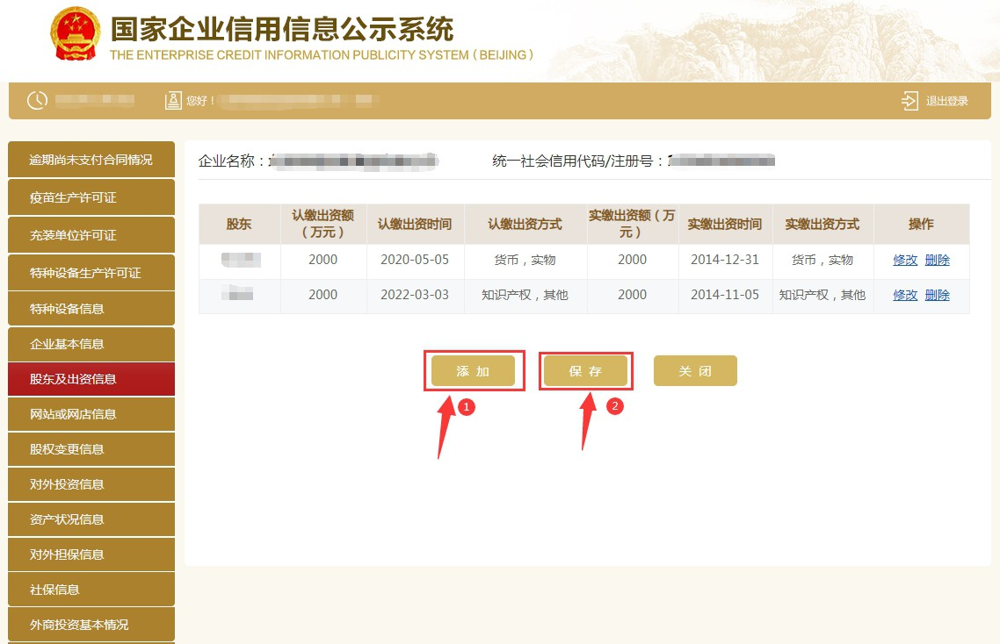 国家企业信用信息公示系统
THE ENTERPRISE CREDIT INFORMATION PUBLICITY SYSTEM ( BEIJING )
您好！
退出登录
逾期尚未支付合同情况
疫苗生产许可证
充装单位许可证
特种设备生产许可证
特种设备信息
企业基本信息
股东及出资信息
网站或网店信息
股权变更信息
对外投资信息
资产状况信息
对外担保信息
社保信息
外商投资基本情况
企业名称： 统一社会信用代码/注册号：
股东 认缴出资额（万元） 认缴出资时间 认缴出资方式 实缴出资额（万元） 实缴出资时间 实缴出资方式 操作
2000 2020-05-05 货币，实物 2000 2014-12-31 货币，实物 修改 删除
2000 2022-03-03 知识产权，其他 2000 2014-11-05 知识产权，其他 修改 删除
添 加 保 存 关 闭
1 2